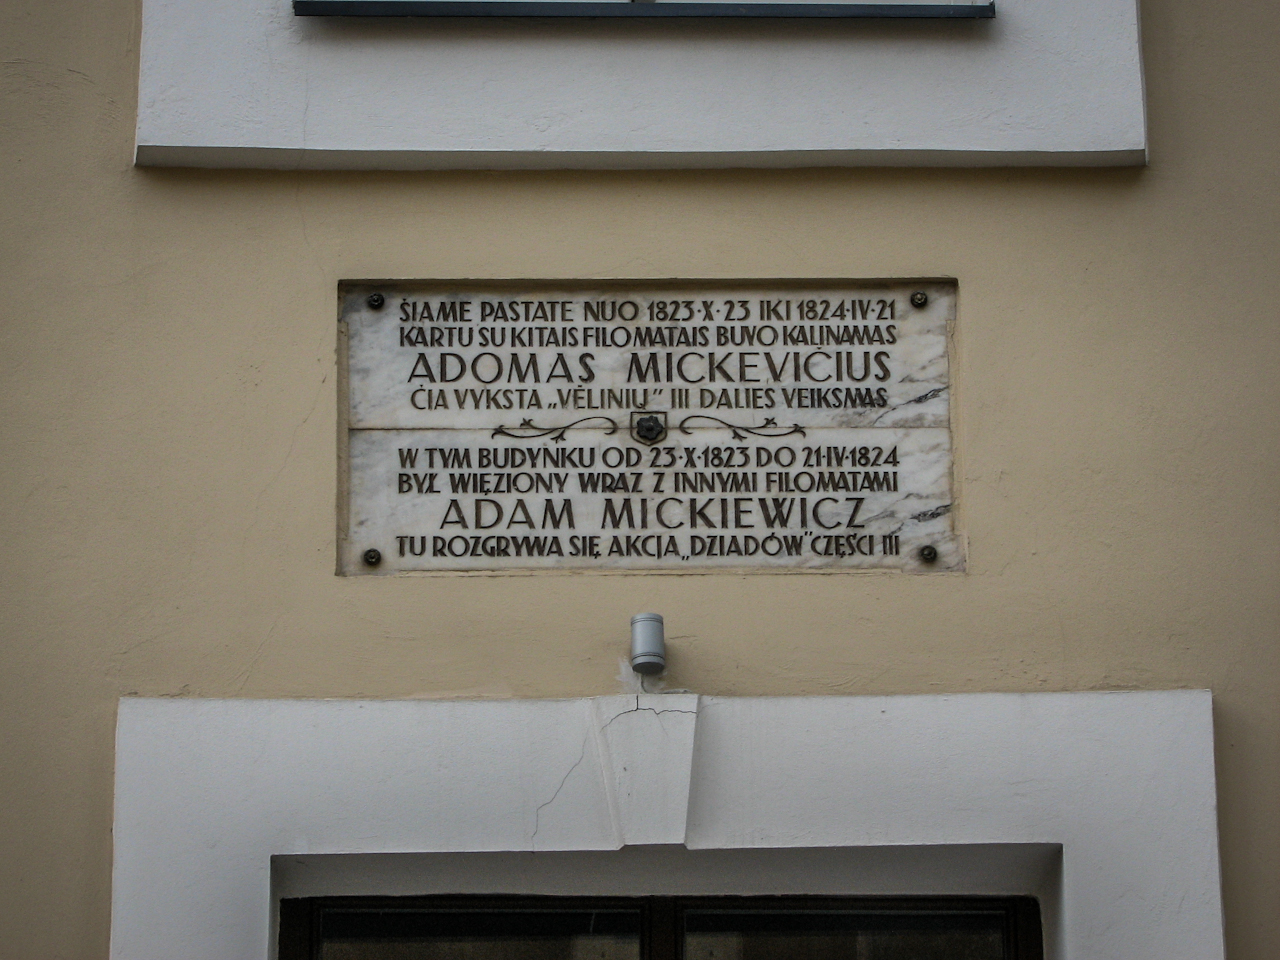 ŠIAME PASTATE NUO 1823·X·23 IKI 1824·IV·21
KARTU SU KITAIS FILOMATAIS BUVO KALINAMAS
ADOMAS MICKEVIČIUS
ČIA VYKSTA „VĖLINIŲ” III DALIES VEIKSMAS
W TYM BUDYNKU OD 23·X·1823 DO 21·IV·1824
BYŁ WIĘZIONY WRAZ Z INNYMI FILOMATAMI
ADAM MICKIEWICZ
TU ROZGRYWA SIĘ AKCJA „DZIADÓW” CZĘŚCI III